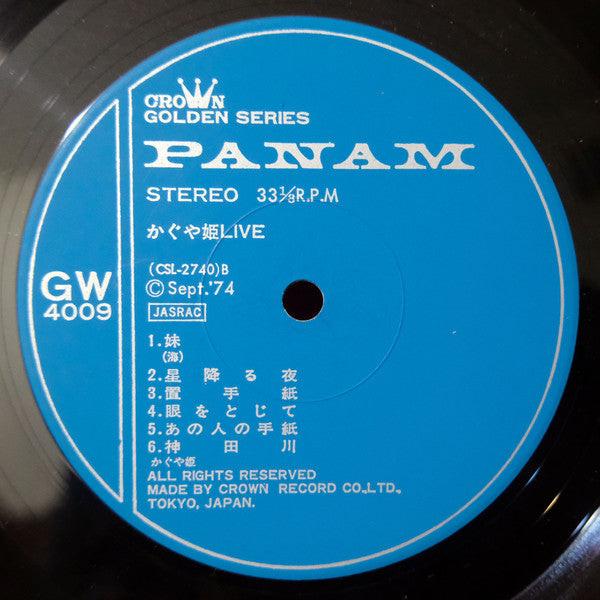 CROWN
GOLDEN SERIES
PANAM
STEREO 33⅓R.P.M
かぐや姫LIVE
GW
4009
(CSL-2740)B
©Sept.'74
JASRAC
1.妹
(海)
2.星降る夜
3.置手紙
4.眼をとじて
5.あの人の手紙
6.神田川
かぐや姫
ALL RIGHTS RESERVED
MADE BY CROWN RECORD CO.,LTD.,
TOKYO, JAPAN.